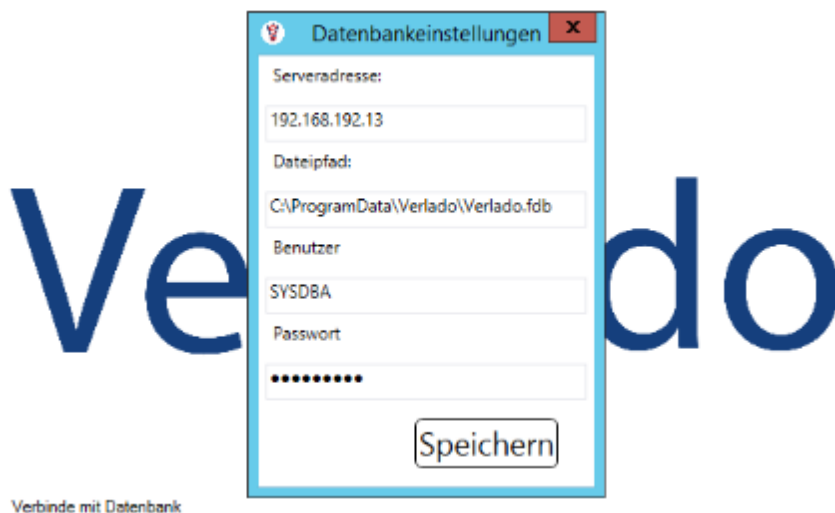 Datenbankeinstellungen
Serveradresse:
192.168.192.13
Dateipfad:
C:\ProgramData\Verlado\Verlado.fdb
Benutzer
SYSDBA
Passwort
•••••••••
Speichern
Ve do
Verbinde mit Datenbank